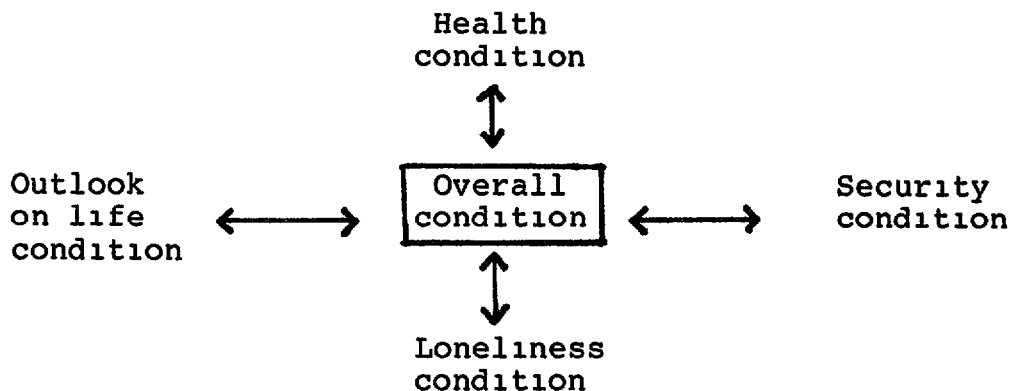 Health
condition
Outlook
on life
condition
Overall
condition
Security
condition
Loneliness
condition